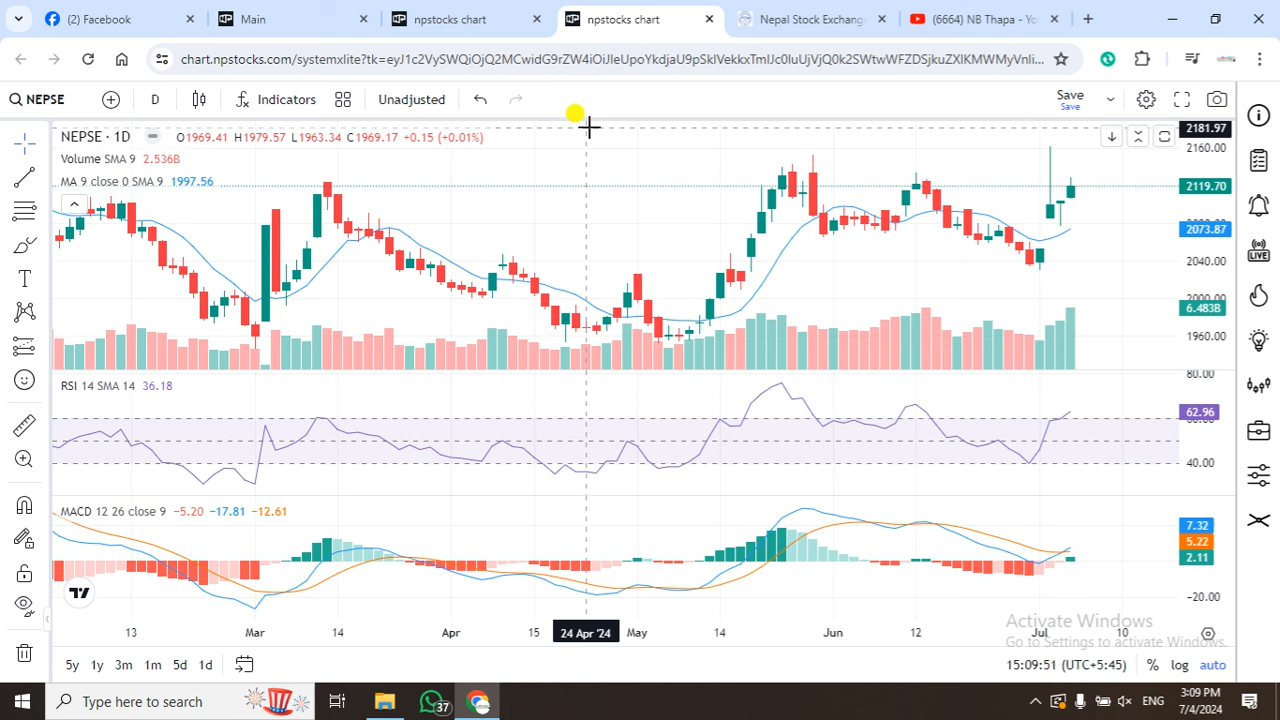 (2) Facebook
Main
npstocks chart
npstocks chart
Nepal Stock Exchang
(6664) NB Thapa - Yo
chart.npstocks.com/systemxlite?tk=
NEPSE
D
Indicators
Unadjusted
Save
Save
NEPSE · 1D
O1969.41 H1979.57 L1963.34 C1969.17 +0.15 (+0.01%)
Volume SMA 9 2.536B
MA 9 close 0 SMA 9 1997.56
2181.97
2160.00
2119.70
2080.00
2073.87
2040.00
2000.00
6.483B
1960.00
RSI 14 SMA 14 36.18
80.00
62.96
60.00
40.00
MACD 12 26 close 9 −5.20 −17.81 −12.61
7.32
5.22
2.11
−20.00
LIVE
13
Mar
14
Apr
15
24 Apr '24
May
14
Jun
12
Jul
10
Activate Windows
Go to Settings to activate Windows.
5y 1y 3m 1m 5d 1d
15:09:51 (UTC+5:45) % log auto
Type here to search
37
ENG
3:09 PM
7/4/2024